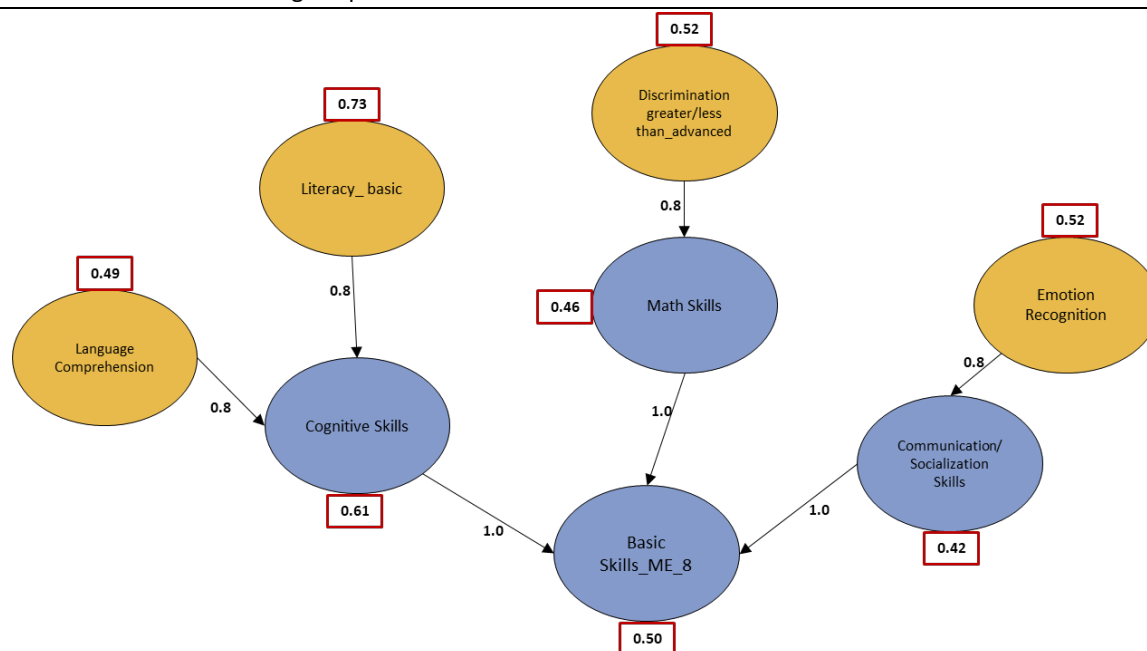 0.52
Discrimination
greater/less
than_advanced
0.73
Literacy_ basic
0.8
0.52
Emotion
Recognition
0.49
Language
Comprehension
0.8
0.46
Math Skills
0.8
0.8
Cognitive Skills
0.61
1.0
Communication/
Socialization
Skills
0.42
1.0
1.0
Basic
Skills_ME_8
0.50